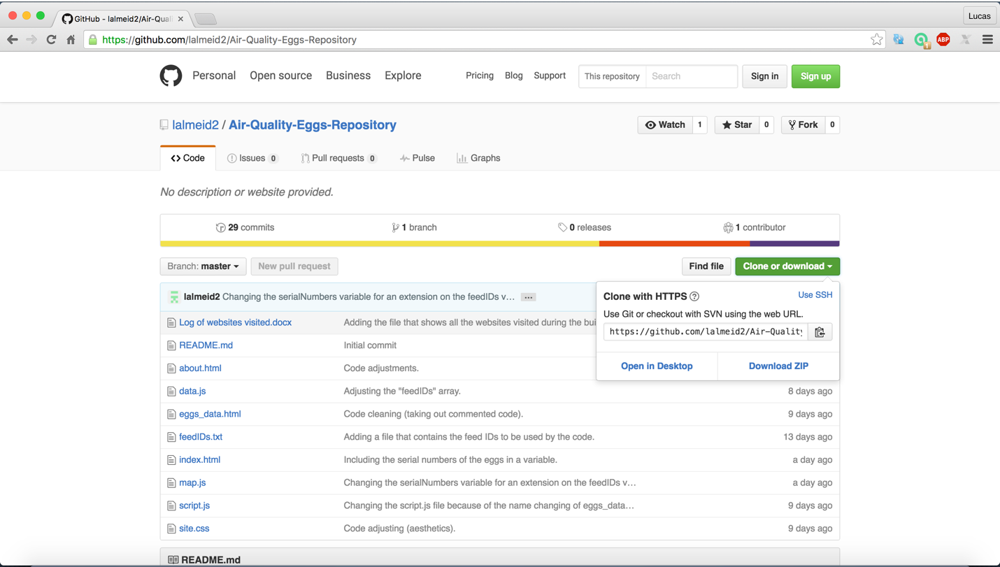 GitHub - lalmeid2/Air-Quali
Lucas
https://github.com/lalmeid2/Air-Quality-Eggs-Repository
ABP
Personal Open source Business Explore Pricing Blog Support This repository Search Sign in Sign up
lalmeid2 / Air-Quality-Eggs-Repository
Watch 1 Star 0 Fork 0
Code Issues 0 Pull requests 0 Pulse Graphs
No description or website provided.
29 commits 1 branch 0 releases 1 contributor
Branch: master New pull request Find file Clone or download
lalmeid2 Changing the serialNumbers variable for an extension on the feedIDs v… …
Clone with HTTPS ? Use SSH
Use Git or checkout with SVN using the web URL.
https://github.com/lalmeid2/Air-Quality
Open in Desktop Download ZIP
Log of websites visited.docx Adding the file that shows all the websites visited during the bui
README.md Initial commit
about.html Code adjustments.
data.js Adjusting the "feedIDs" array. 8 days ago
eggs_data.html Code cleaning (taking out commented code). 9 days ago
feedIDs.txt Adding a file that contains the feed IDs to be used by the code. 13 days ago
index.html Including the serial numbers of the eggs in a variable. a day ago
map.js Changing the serialNumbers variable for an extension on the feedIDs v… a day ago
script.js Changing the script.js file because of the name changing of eggs_data… 9 days ago
site.css Code adjusting (aesthetics). 9 days ago
README.md